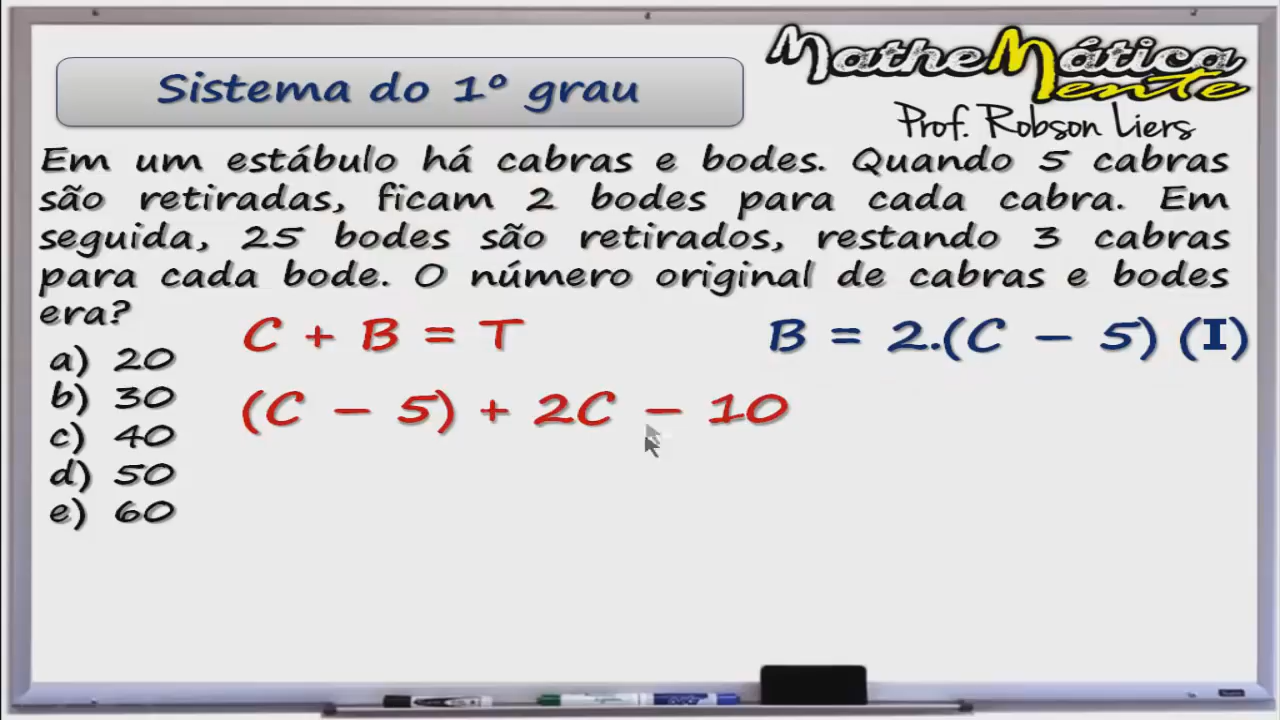 MatheMática
mente
Sistema do 1º grau
Prof. Robson Liers
Em um estábulo há cabras e bodes. Quando 5 cabras
são retiradas, ficam 2 bodes para cada cabra. Em
seguida, 25 bodes são retirados, restando 3 cabras
para cada bode. O número original de cabras e bodes
era?
C + B = T
B = 2.(C – 5) (I)
a) 20
b) 30
(C – 5) + 2C – 10
c) 40
d) 50
e) 60